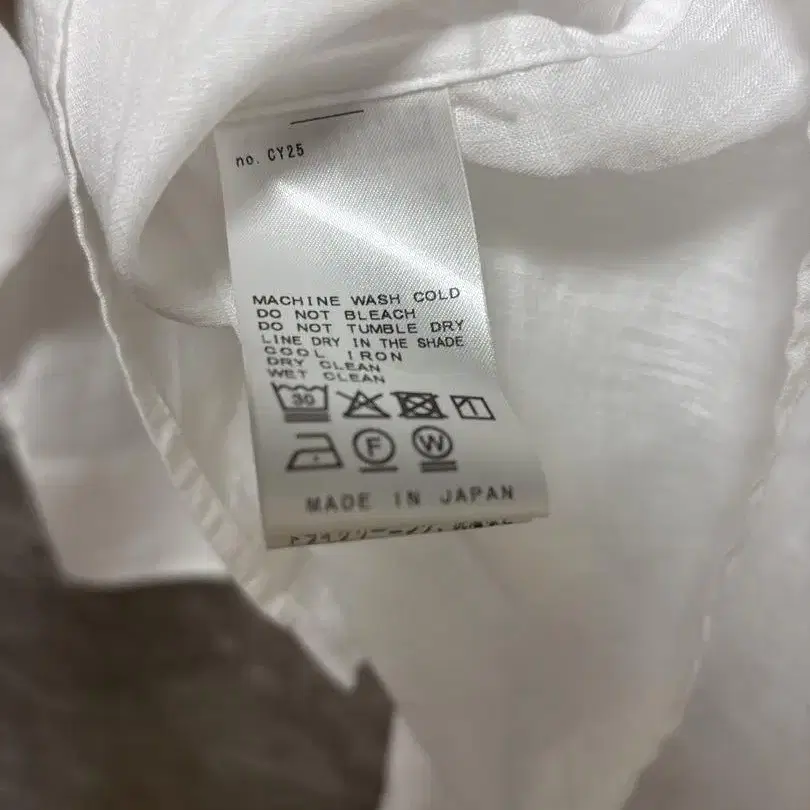 no. CY25
MACHINE WASH COLD
DO NOT BLEACH
DO NOT TUMBLE DRY
LINE DRY IN THE SHADE
COOL IRON
DRY CLEAN
WET CLEAN
30
F W
MADE IN JAPAN